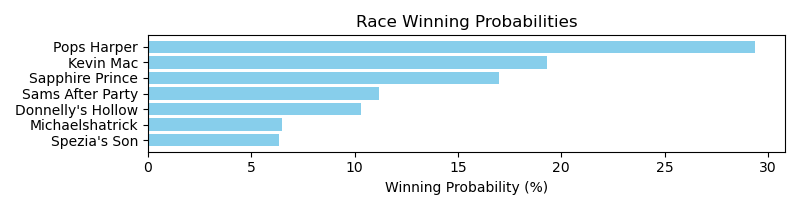 Race Winning Probabilities
Pops Harper
Kevin Mac
Sapphire Prince
Sams After Party
Donnelly's Hollow
Michaelshatrick
Spezia's Son
0 5 10 15 20 25 30
Winning Probability (%)